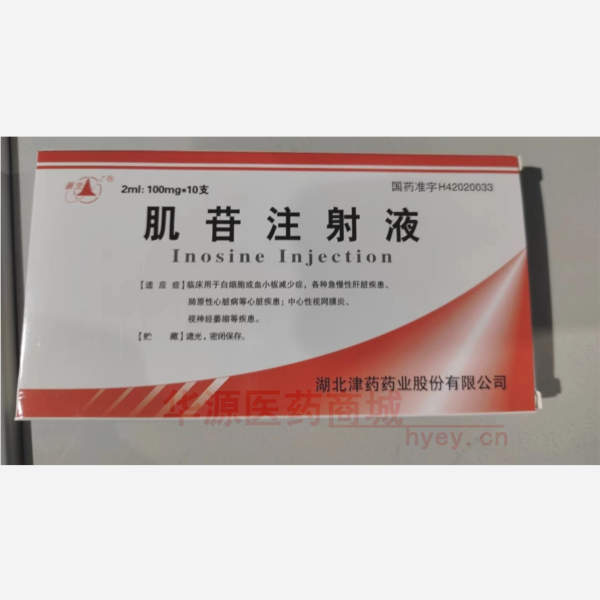 2ml:100mg*10支
国药准字H42020033
肌苷注射液
Inosine Injection
【适 应 症】临床用于白细胞或血小板减少症，各种急慢性肝脏疾患、
肺原性心脏病等心脏疾患；中心性视网膜炎、
视神经萎缩等疾患。
【贮 藏】遮光，密闭保存。
湖北津药药业股份有限公司
华源医药商城
hyey.cn